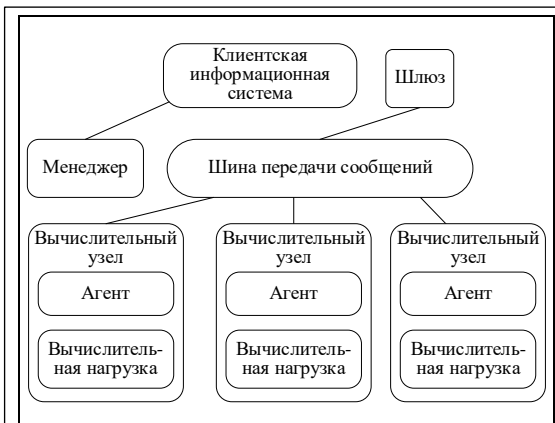 Клиентская
информационная
система
Шлюз
Менеджер
Шина передачи сообщений
Вычислительный
узел
Агент
Вычислитель-
ная нагрузка
Вычислительный
узел
Агент
Вычислитель-
ная нагрузка
Вычислительный
узел
Агент
Вычислитель-
ная нагрузка